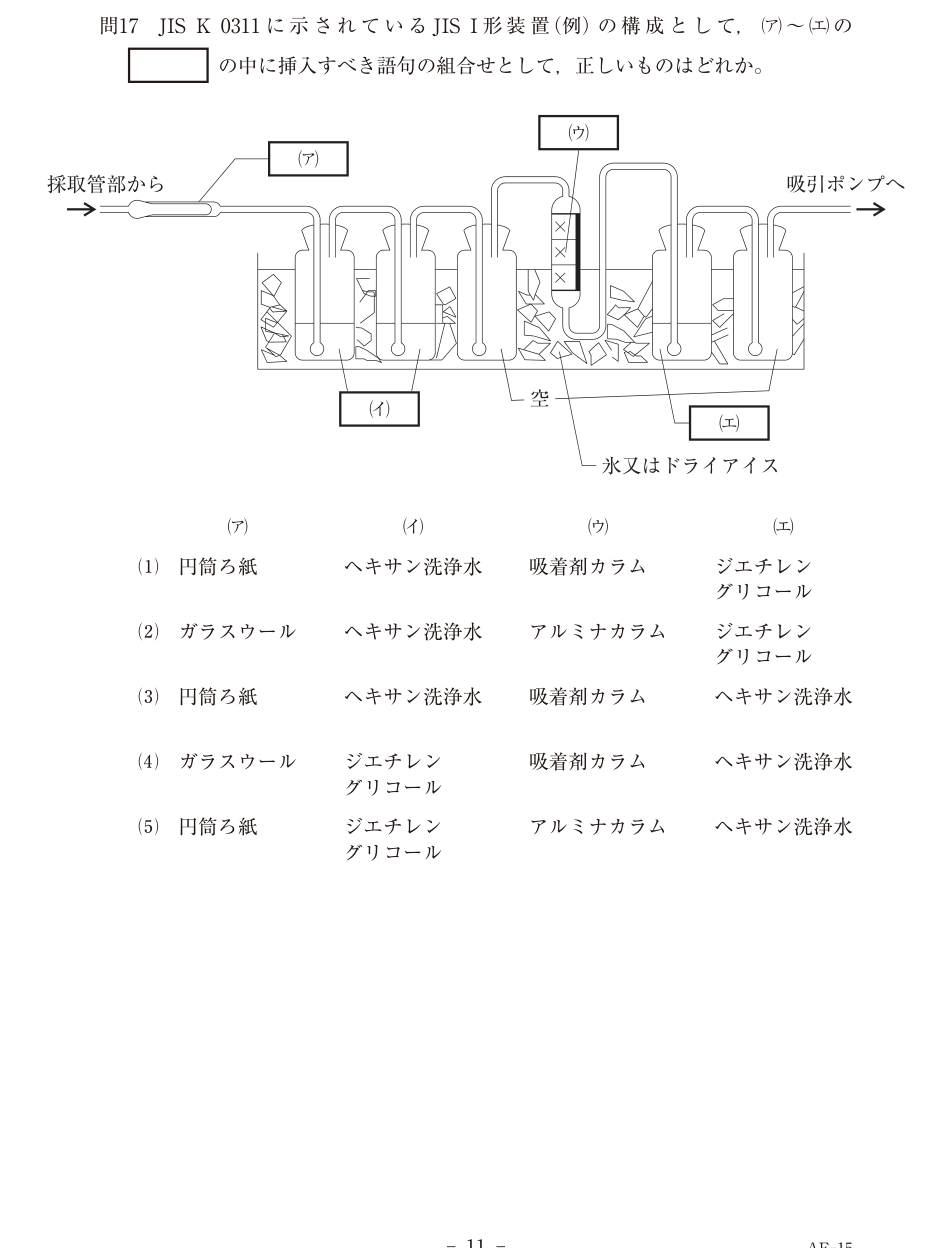 問17 JIS K 0311に示されているJIS I形装置(例)の構成として，(ア)～(エ)の
の中に挿入すべき語句の組合せとして，正しいものはどれか。
(ウ)
(ア)
採取管部から
吸引ポンプへ
(イ)
空
(エ)
氷又はドライアイス
(ア) (イ) (ウ) (エ)
(1) 円筒ろ紙 ヘキサン洗浄水 吸着剤カラム ジエチレン
グリコール
(2) ガラスウール ヘキサン洗浄水 アルミナカラム ジエチレン
グリコール
(3) 円筒ろ紙 ヘキサン洗浄水 吸着剤カラム ヘキサン洗浄水
(4) ガラスウール ジエチレン 吸着剤カラム ヘキサン洗浄水
グリコール
(5) 円筒ろ紙 ジエチレン アルミナカラム ヘキサン洗浄水
グリコール
– 11 –
AE-15